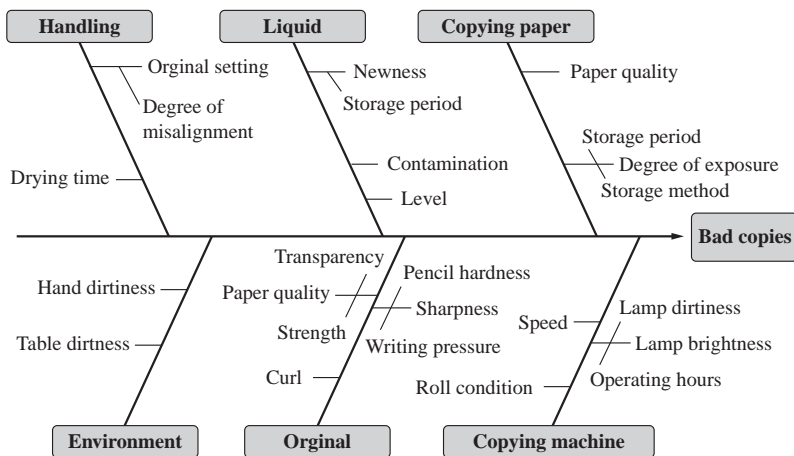 Handling
Liquid
Copying paper
Orginal setting
Degree of
misalignment
Drying time
Newness
Storage period
Contamination
Level
Paper quality
Storage period
Degree of exposure
Storage method
Bad copies
Hand dirtiness
Table dirtness
Transparency
Paper quality
Strength
Curl
Pencil hardness
Sharpness
Writing pressure
Speed
Roll condition
Lamp dirtiness
Lamp brightness
Operating hours
Environment
Orginal
Copying machine